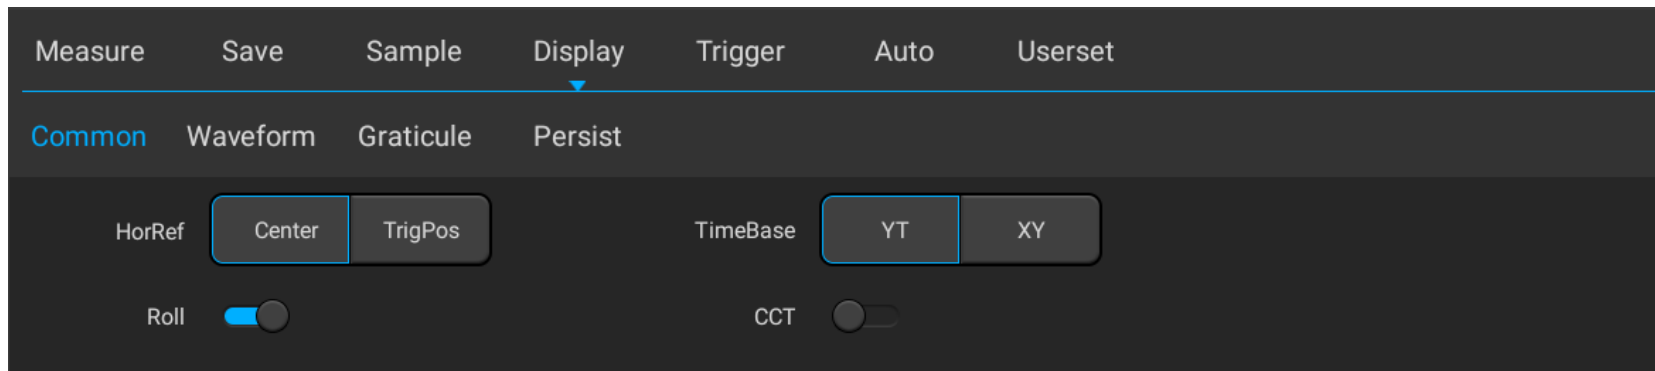 Measure Save Sample Display Trigger Auto Userset
Common Waveform Graticule Persist
HorRef Center TrigPos TimeBase YT XY
Roll CCT